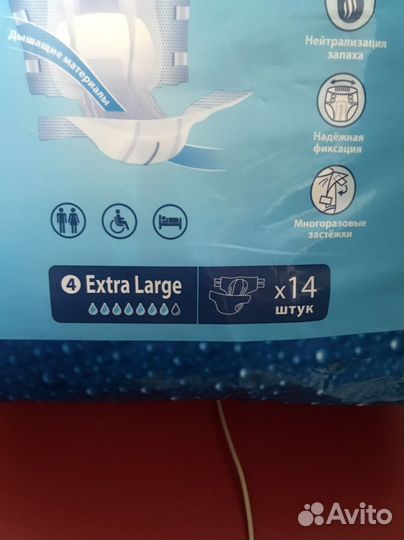 Нейтрализация
запаха
Дышащие материалы
Надёжная
фиксация
Многоразовые
застёжки
4 Extra Large
x14
штук
Avito